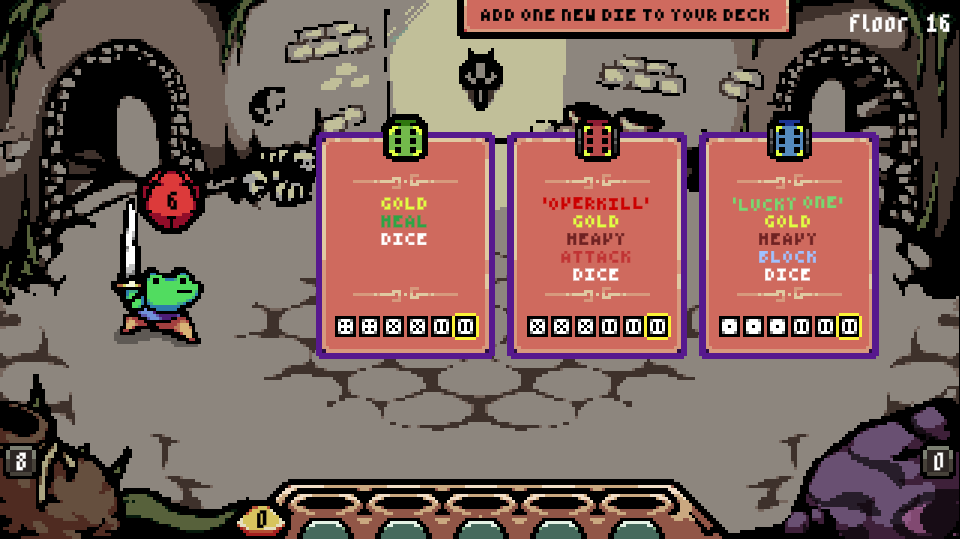 ADD ONE NEW DIE TO YOUR DECK
floor 16
6
GOLD
HEAL
DICE
'OVERKILL'
GOLD
HEAVY
ATTACK
DICE
'LUCKY ONE'
GOLD
HEAVY
BLOCK
DICE
8
0
0